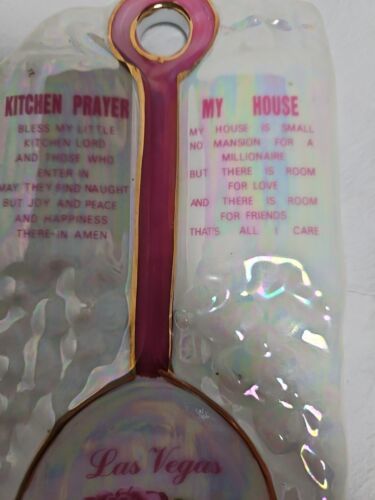 KITCHEN PRAYER
BLESS MY LITTLE
KITCHEN LORD
AND THOSE WHO
ENTER IN
MAY THEY FIND NAUGHT
BUT JOY AND PEACE
AND HAPPINESS
THERE-IN AMEN
MY HOUSE
MY HOUSE IS SMALL
NO MANSION FOR A
MILLIONAIRE
BUT THERE IS ROOM
FOR LOVE
AND THERE IS ROOM
FOR FRIENDS
THAT'S ALL I CARE
Las Vegas